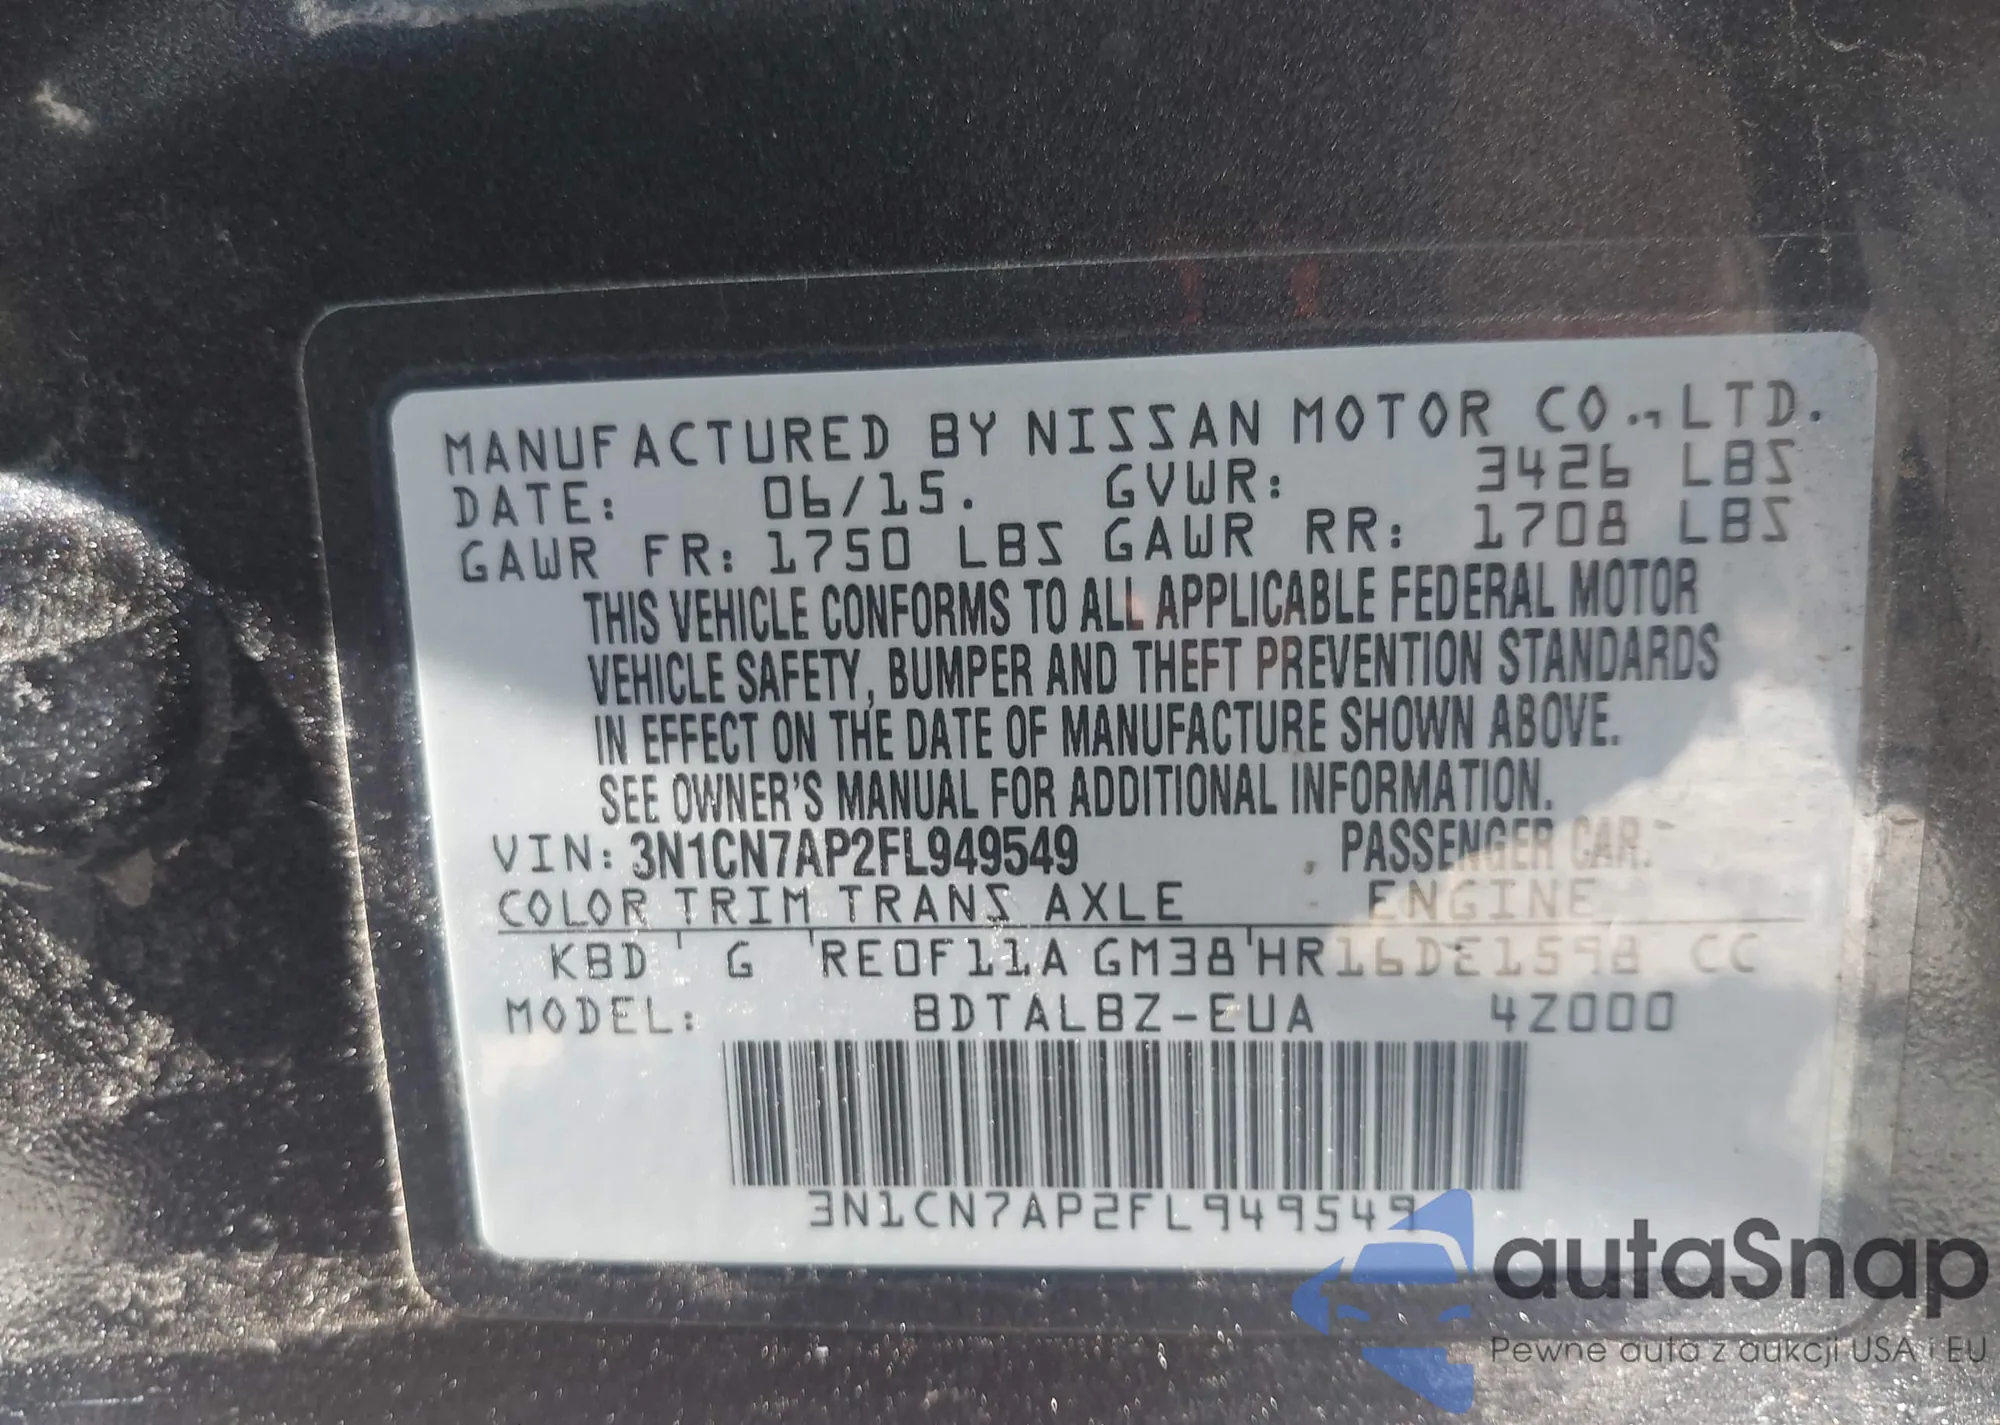 MANUFACTURED BY NISSAN MOTOR CO., LTD.
DATE: 06/15. GVWR: 3426 LBS
GAWR FR: 1750 LBS GAWR RR: 1708 LBS
THIS VEHICLE CONFORMS TO ALL APPLICABLE FEDERAL MOTOR
VEHICLE SAFETY, BUMPER AND THEFT PREVENTION STANDARDS
IN EFFECT ON THE DATE OF MANUFACTURE SHOWN ABOVE.
SEE OWNER'S MANUAL FOR ADDITIONAL INFORMATION.
VIN: 3N1CN7AP2FL949549 PASSENGER CAR.
COLOR TRIM TRANS AXLE ENGINE
KBD G RE0F11A GM38 HR16DE1598 CC
MODEL: BDTALBZ-EUA 4Z000
3N1CN7AP2FL949549
autaSnap
Pewne auta z aukcji USA i EU